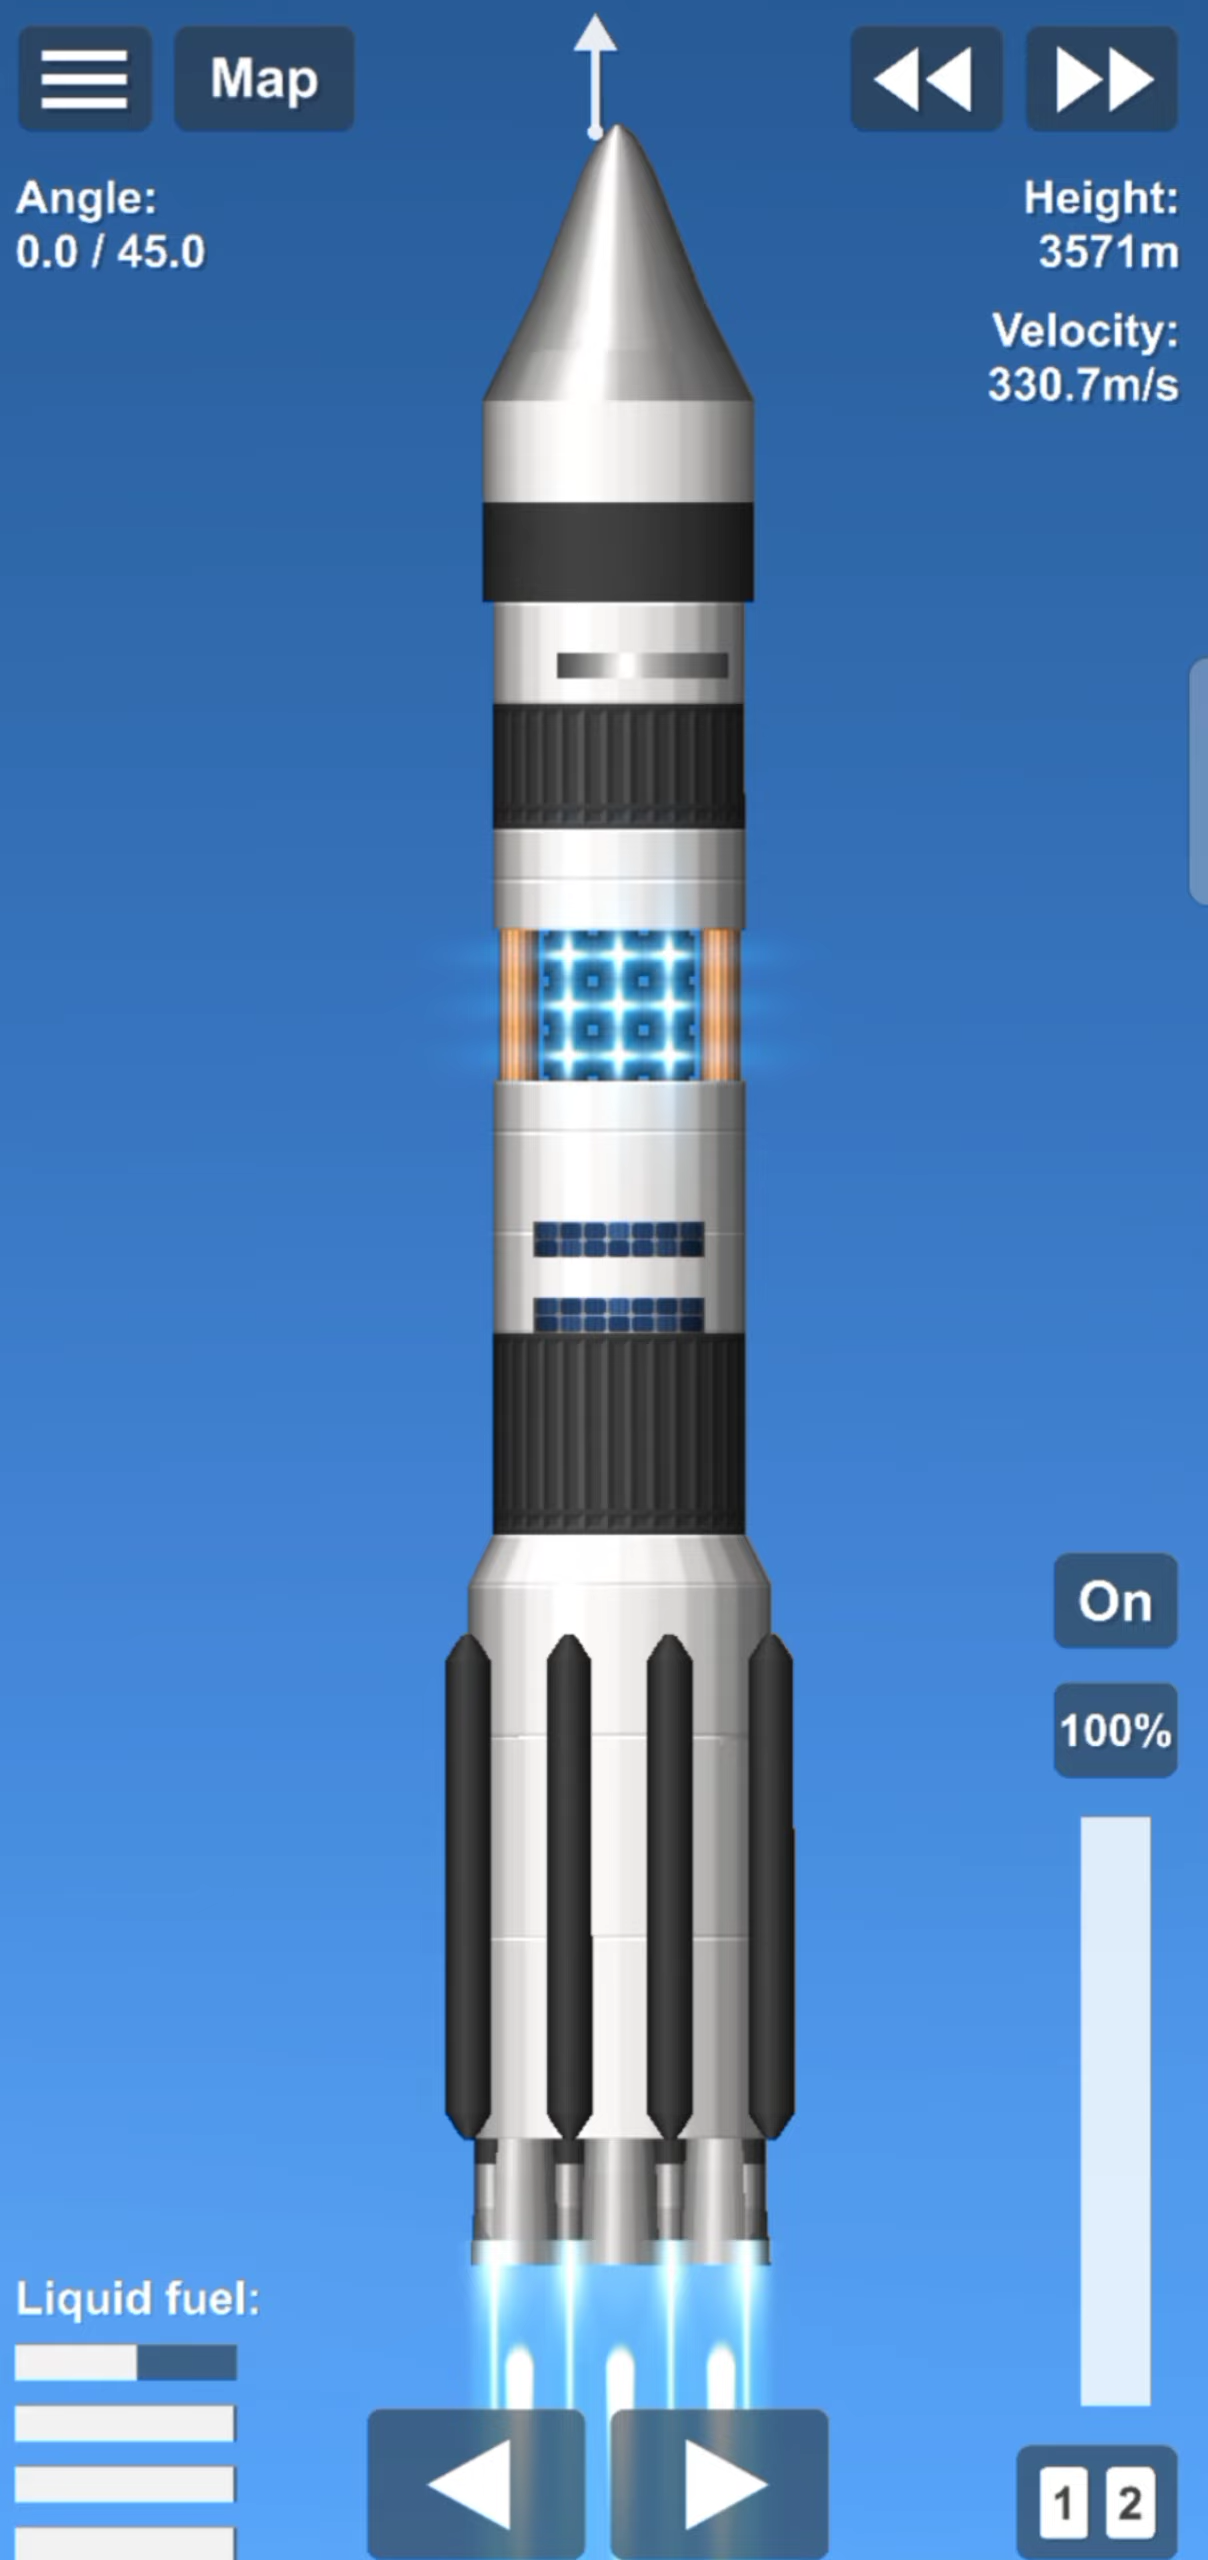 Map
Angle:
0.0 / 45.0
Height:
3571m
Velocity:
330.7m/s
On
100%
Liquid fuel:
1 2